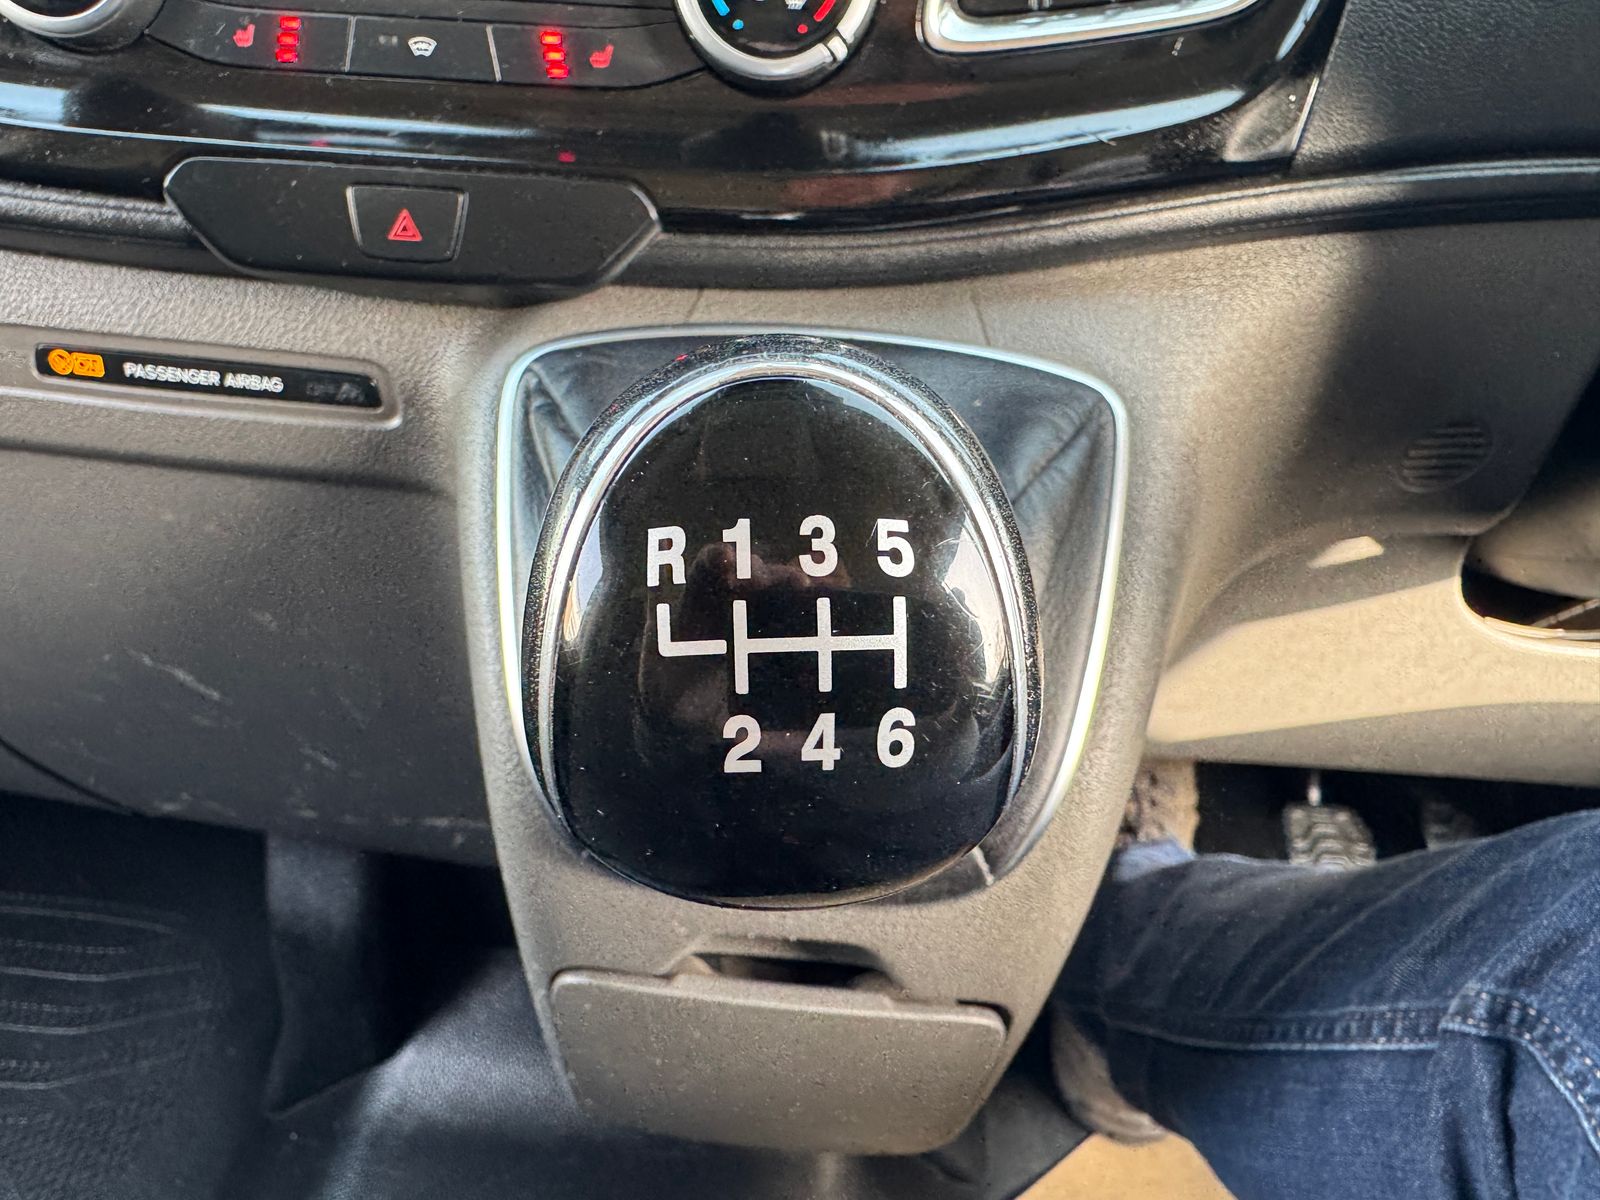 PASSENGER AIRBAG
R 1 3 5
2 4 6